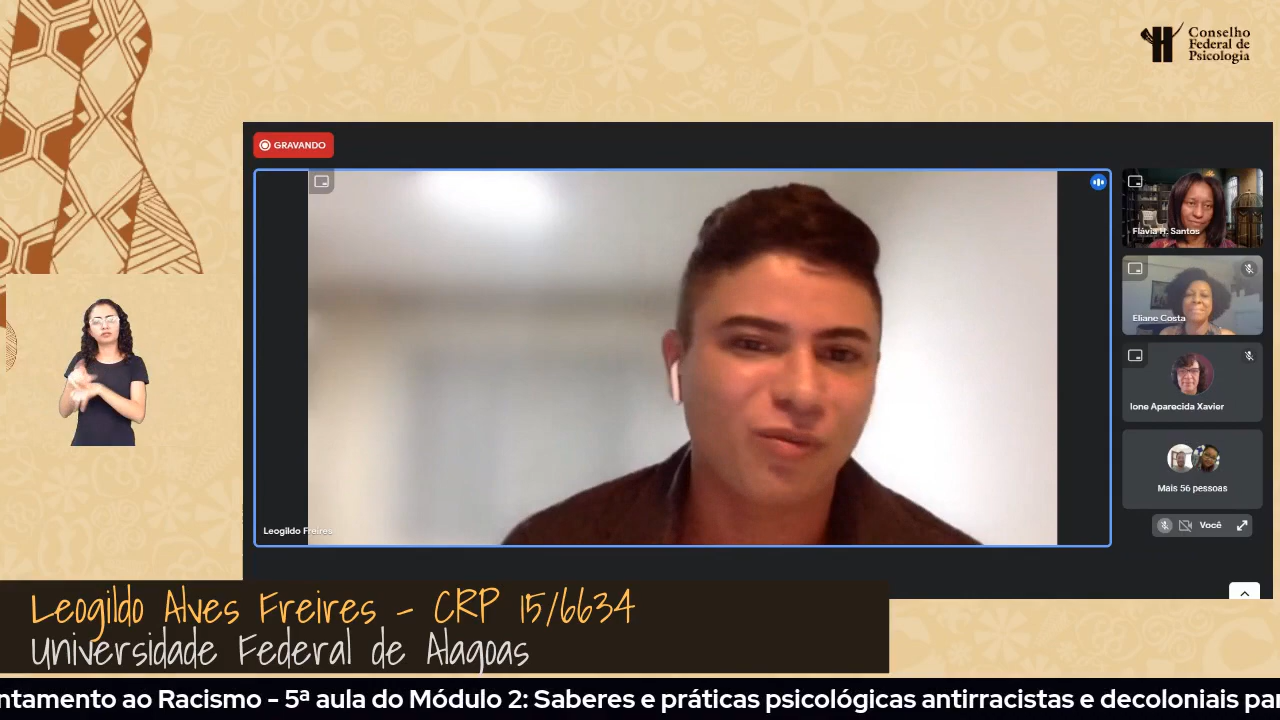 Conselho
Federal de
Psicologia
GRAVANDO
Flávia H. Santos
Eliane Costa
Ione Aparecida Xavier
Mais 56 pessoas
Você
Leogildo Freires
Leogildo Alves Freires - CRP 15/6634
Universidade Federal de Alagoas
ntamento ao Racismo - 5ª aula do Módulo 2: Saberes e práticas psicológicas antirracistas e decoloniais par